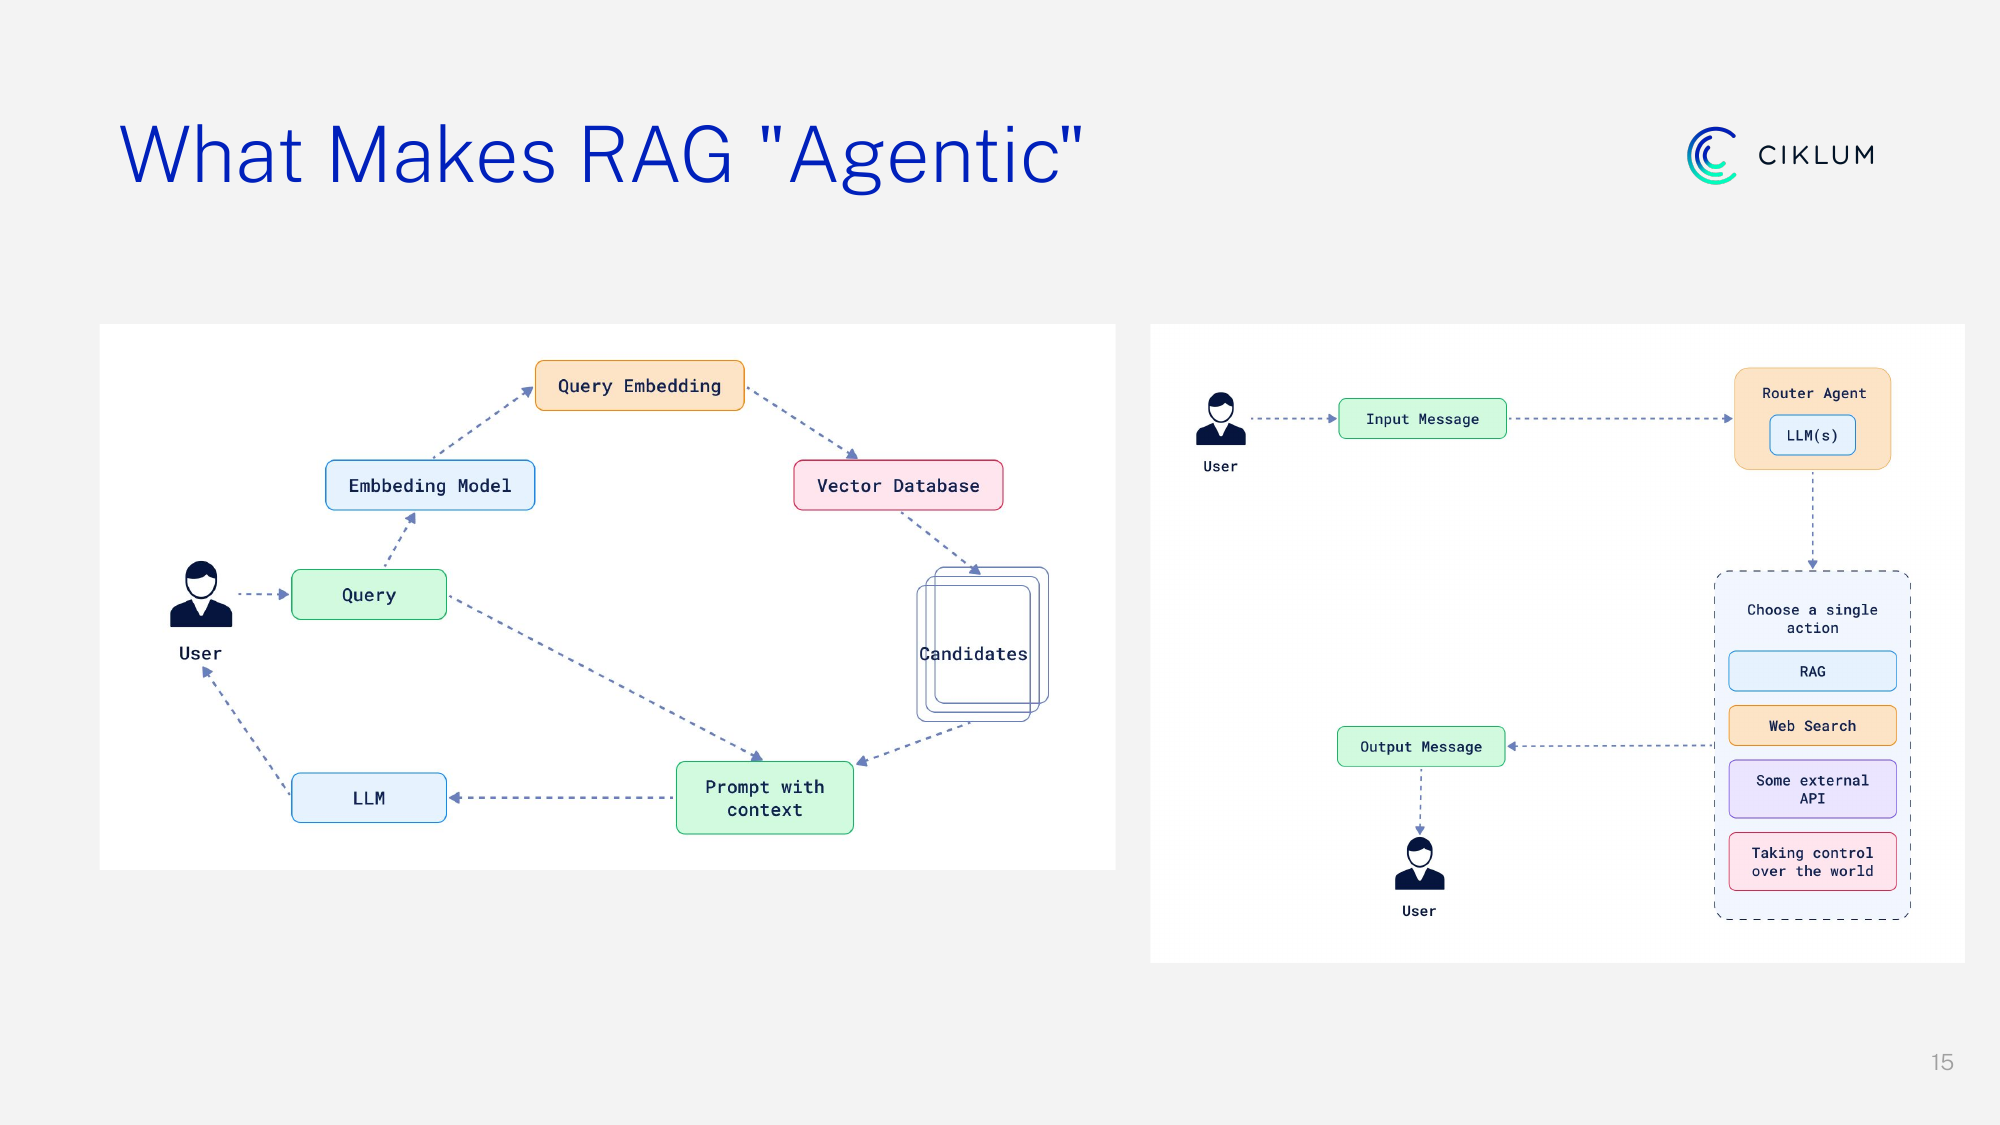 What Makes RAG "Agentic"
CIKLUM
Query Embedding
Embbeding Model
Vector Database
Query
User
Candidates
Prompt with
context
LLM
User
Input Message
Router Agent
LLM(s)
Choose a single
action
RAG
Web Search
Some external
API
Taking control
over the world
Output Message
User
15